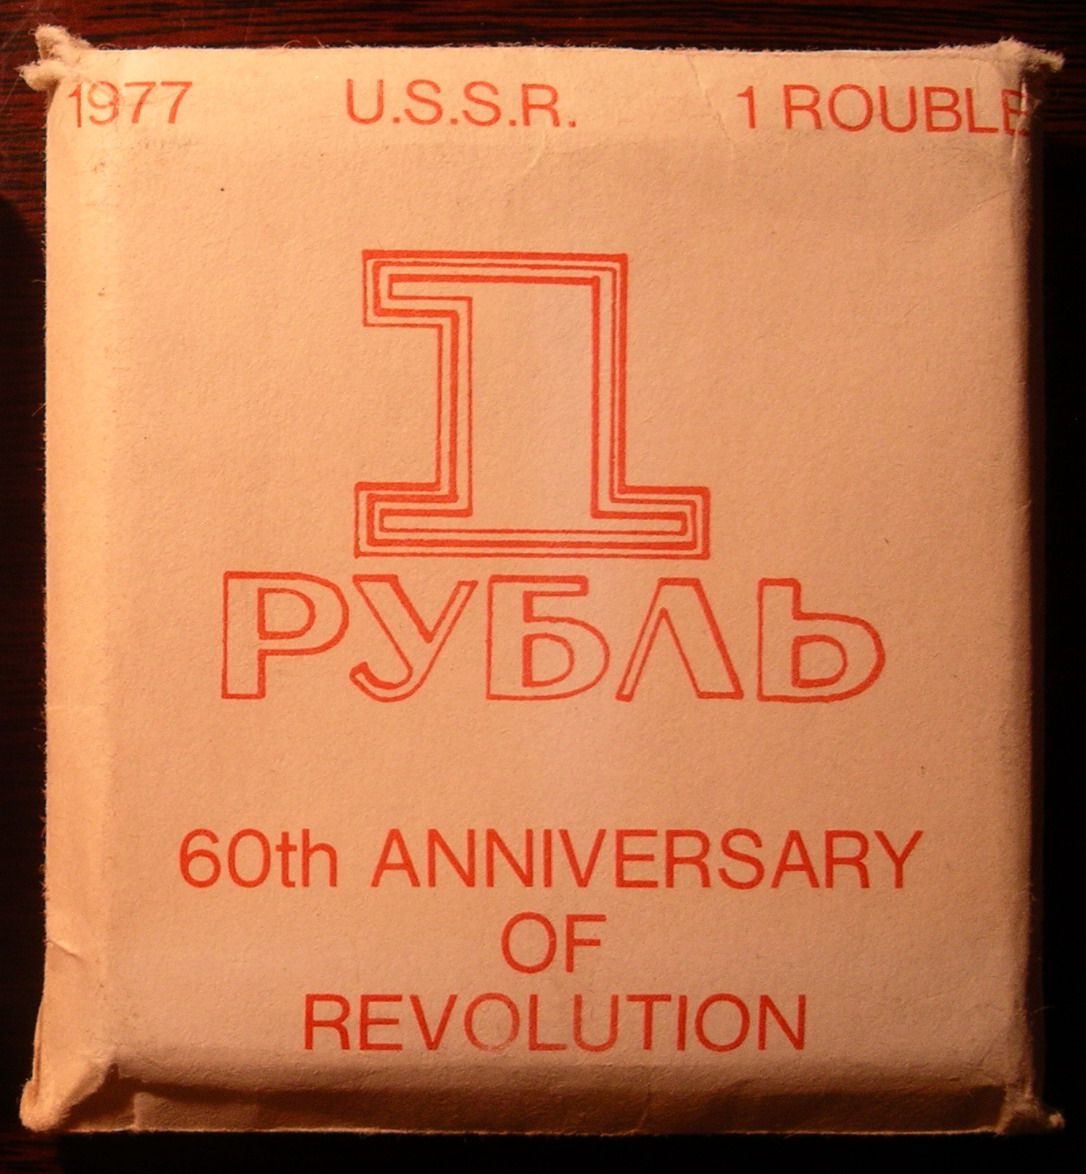 1977 U.S.S.R. 1 ROUBLE
1
РУБЛЬ
60th ANNIVERSARY
OF
REVOLUTION